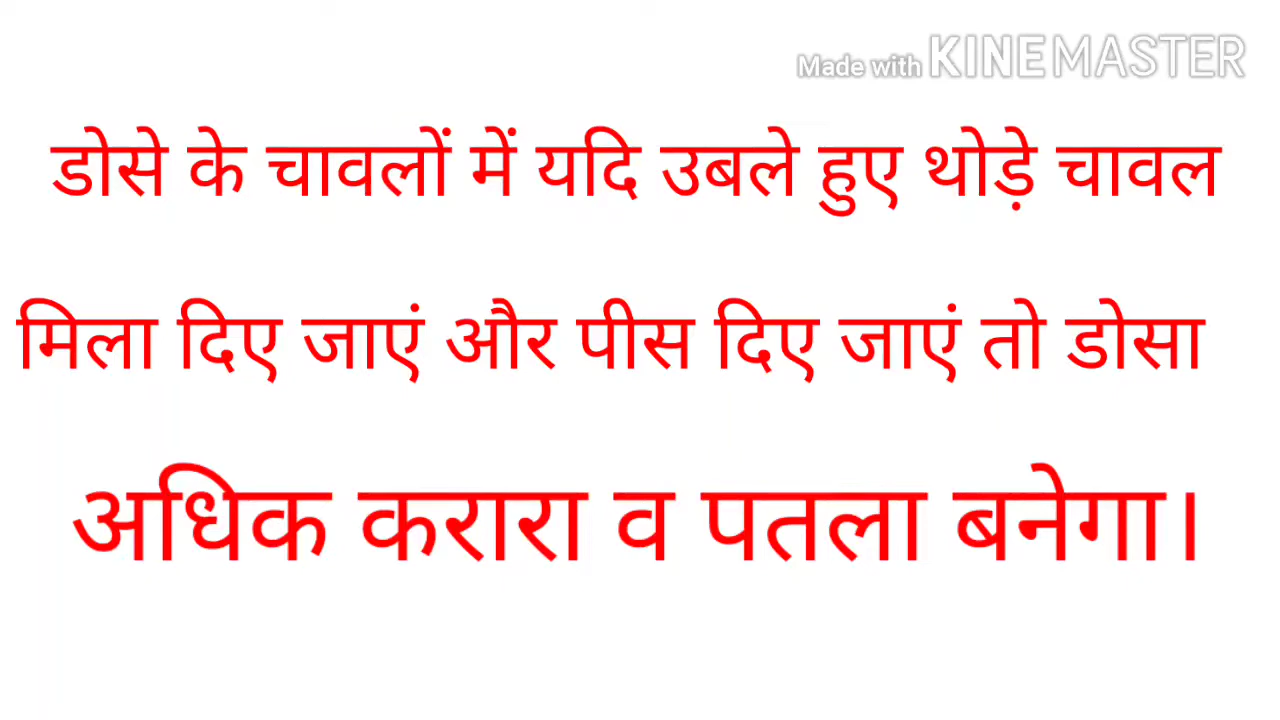 Made with KINEMASTER
डोसे के चावलों में यदि उबले हुए थोड़े चावल
मिला दिए जाएं और पीस दिए जाएं तो डोसा
अधिक करारा व पतला बनेगा।